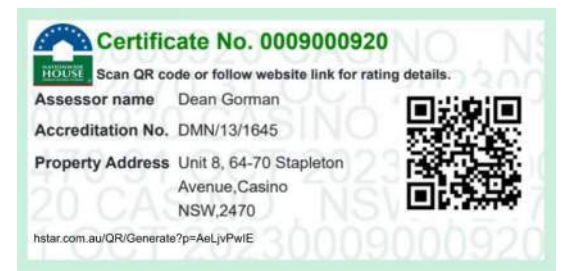 Certificate No. 0009000920
NATIONWIDE
HOUSE
Scan QR code or follow website link for rating details.
Assessor name Dean Gorman
Accreditation No. DMN/13/1645
Property Address Unit 8, 64-70 Stapleton
Avenue,Casino
NSW,2470
hstar.com.au/QR/Generate?p=AeLjvPwlE